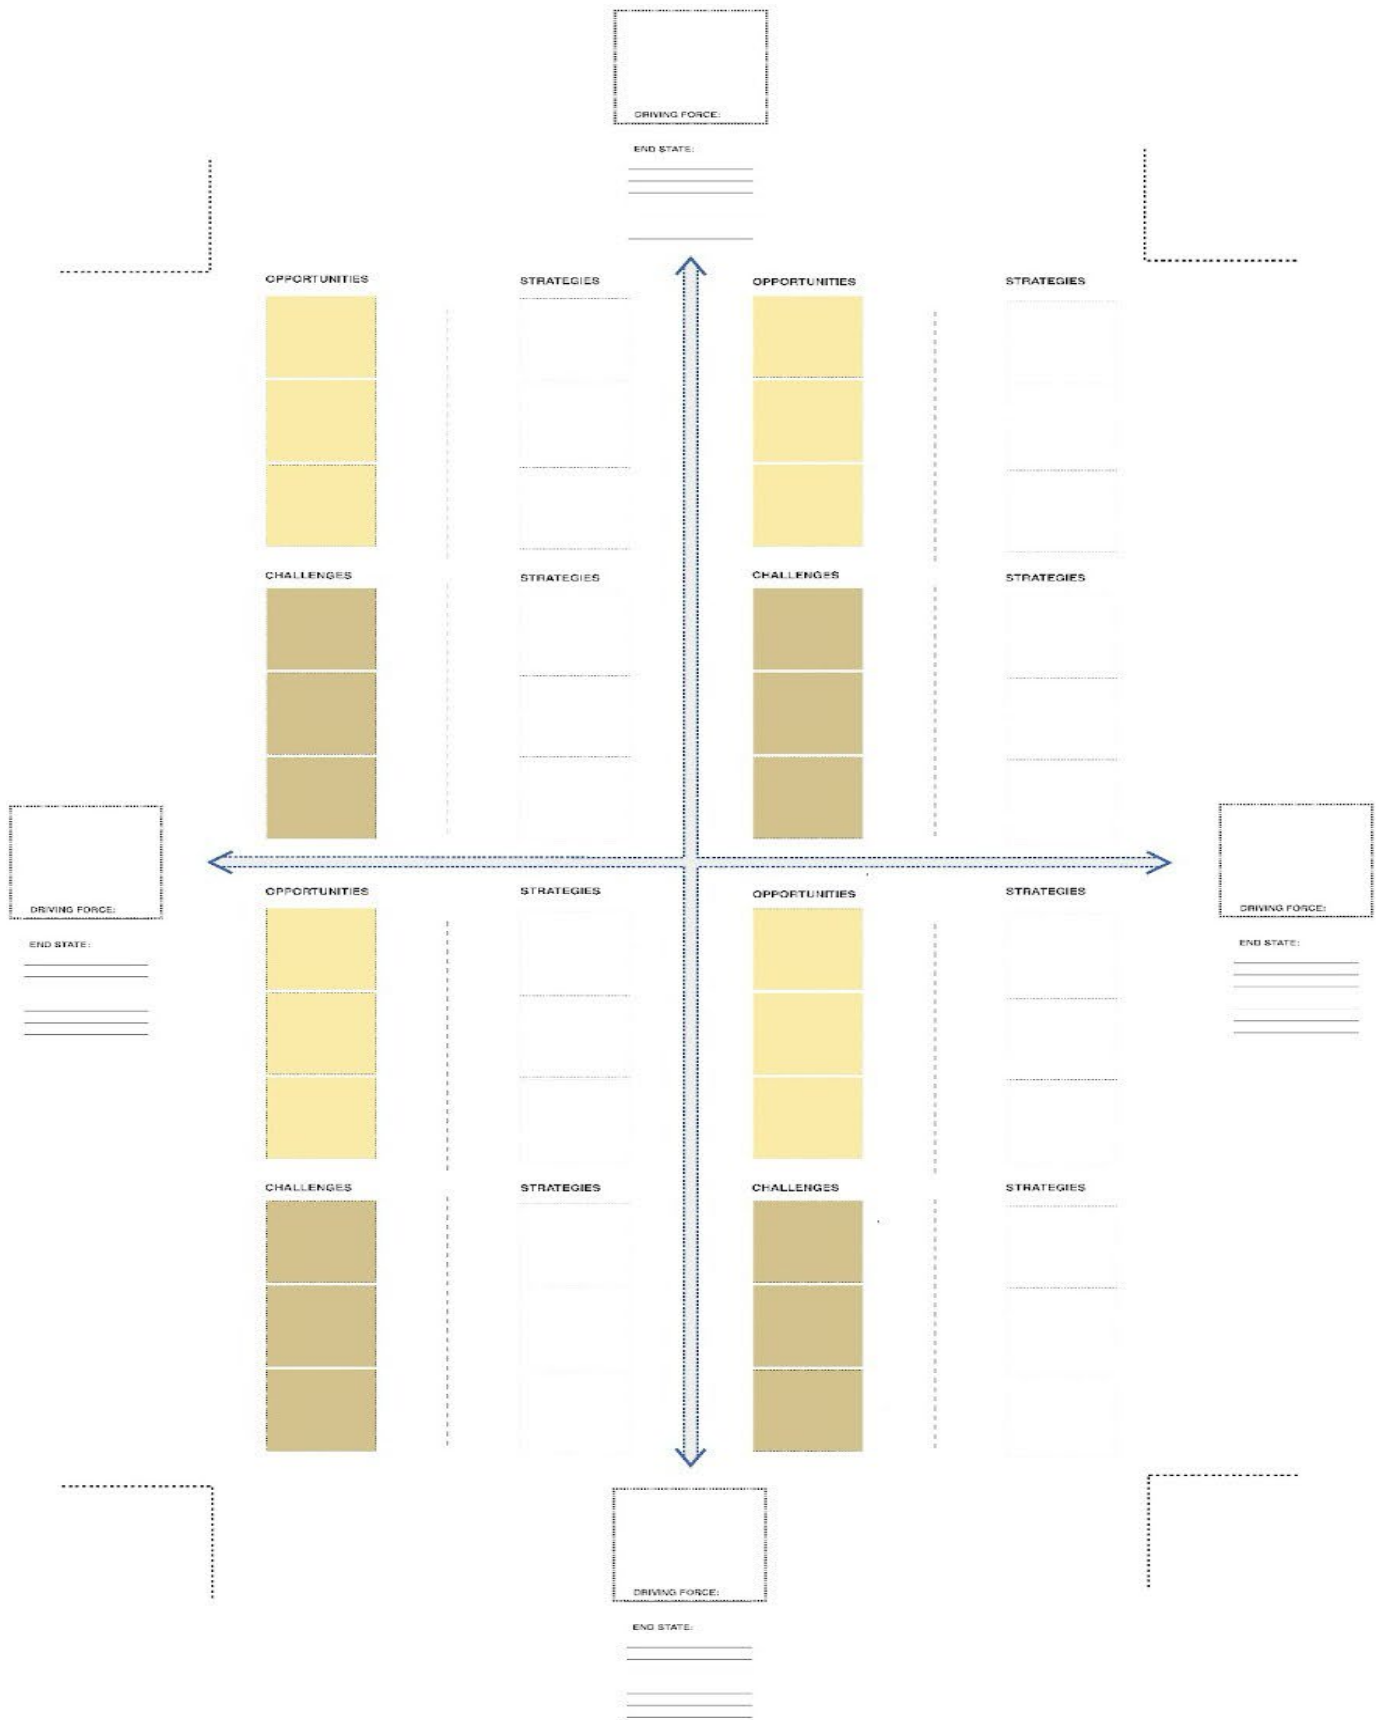 DRIVING FORCE:
END STATE:
OPPORTUNITIES
STRATEGIES
OPPORTUNITIES
STRATEGIES
CHALLENGES
STRATEGIES
CHALLENGES
STRATEGIES
DRIVING FORCE:
END STATE:
DRIVING FORCE:
END STATE:
OPPORTUNITIES
STRATEGIES
OPPORTUNITIES
STRATEGIES
CHALLENGES
STRATEGIES
CHALLENGES
STRATEGIES
DRIVING FORCE:
END STATE: